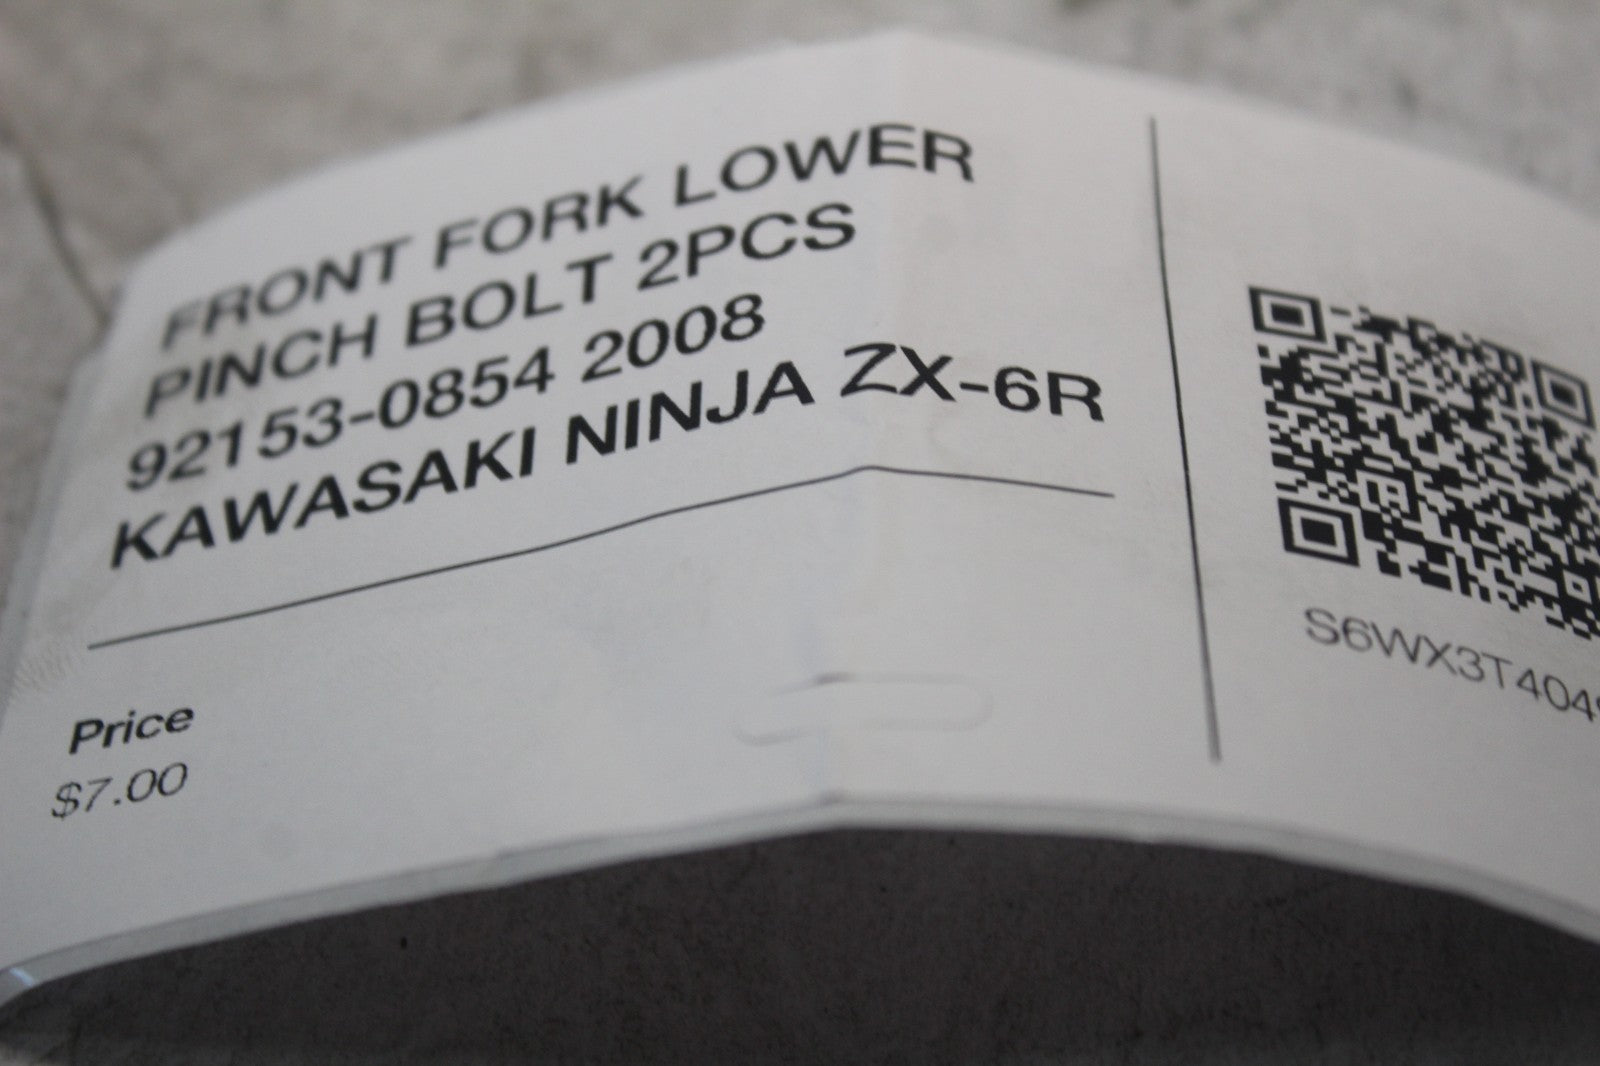 FRONT FORK LOWER
PINCH BOLT 2PCS
92153-0854 2008
KAWASAKI NINJA ZX-6R
Price
$7.00